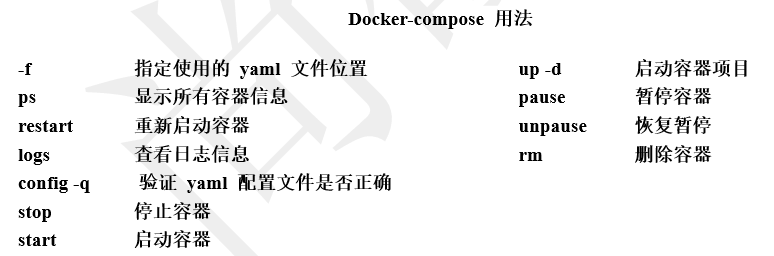 Docker-compose 用法
-f 指定使用的 yaml 文件位置 up -d 启动容器项目
ps 显示所有容器信息 pause 暂停容器
restart 重新启动容器 unpause 恢复暂停
logs 查看日志信息 rm 删除容器
config -q 验证 yaml 配置文件是否正确
stop 停止容器
start 启动容器